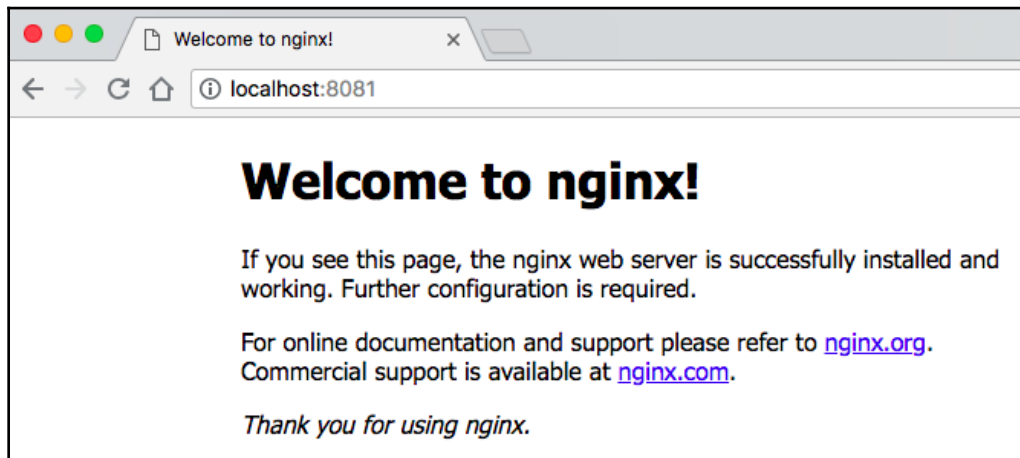 Welcome to nginx!
localhost:8081
Welcome to nginx!
If you see this page, the nginx web server is successfully installed and
working. Further configuration is required.
For online documentation and support please refer to nginx.org.
Commercial support is available at nginx.com.
Thank you for using nginx.